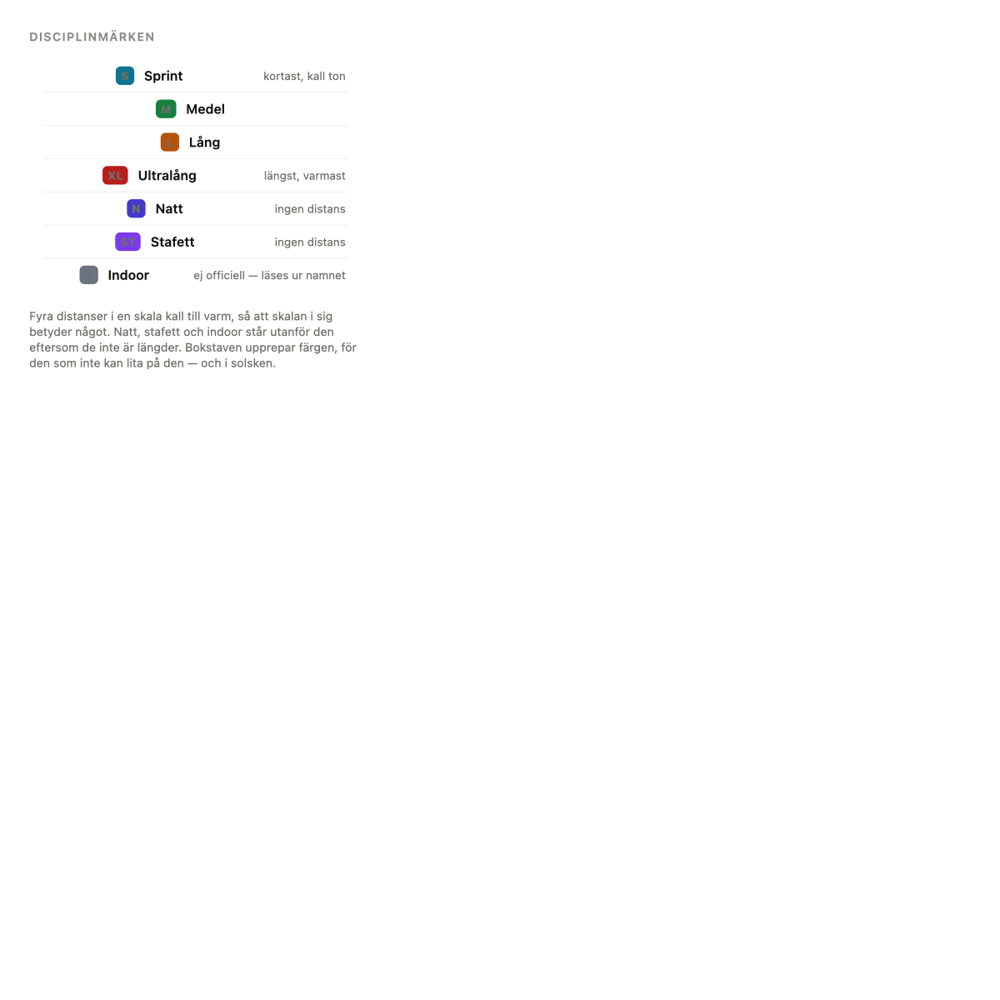 DISCIPLINMÄRKEN
S Sprint kortast, kall ton
M Medel
L Lång
XL Ultralång längst, varmast
N Natt ingen distans
ST Stafett ingen distans
Indoor ej officiell — läses ur namnet
Fyra distanser i en skala kall till varm, så att skalan i sig
betyder något. Natt, stafett och indoor står utanför den
eftersom de inte är längder. Bokstaven upprepar färgen, för
den som inte kan lita på den — och i solsken.